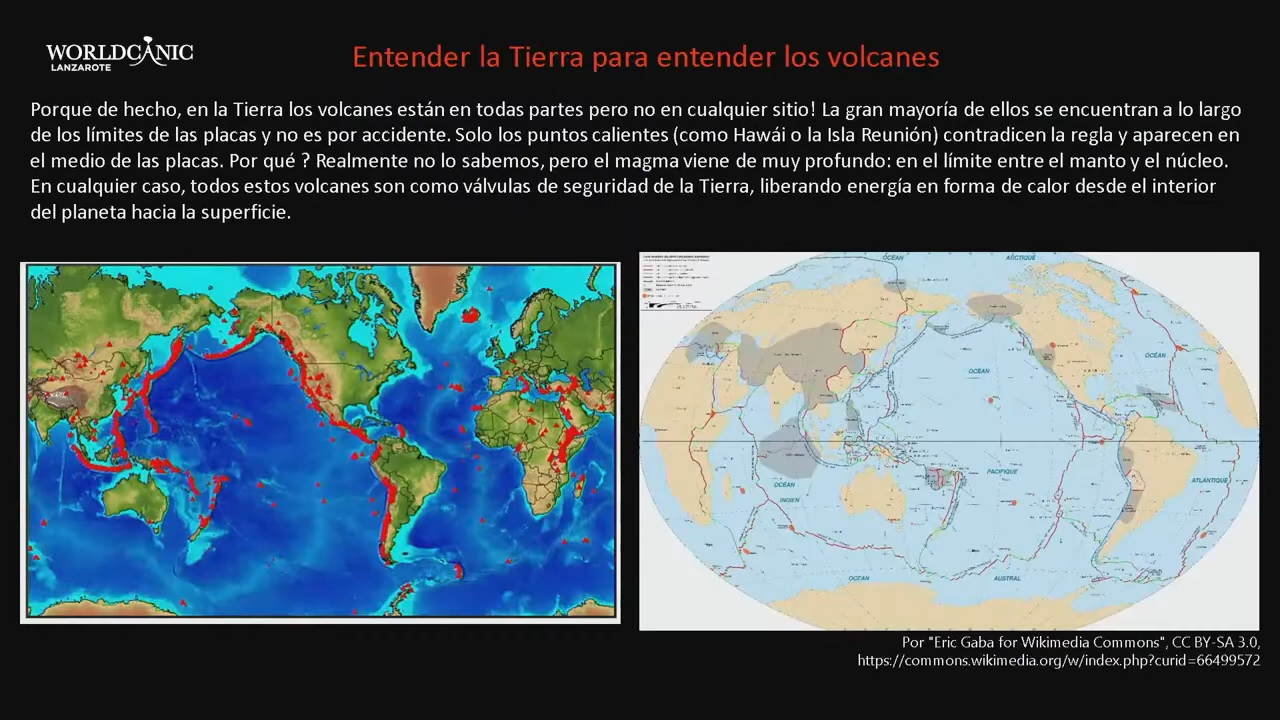 WORLDCANIC
LANZAROTE
Entender la Tierra para entender los volcanes
Porque de hecho, en la Tierra los volcanes están en todas partes pero no en cualquier sitio! La gran mayoría de ellos se encuentran a lo largo
de los límites de las placas y no es por accidente. Solo los puntos calientes (como Hawái o la Isla Reunión) contradicen la regla y aparecen en
el medio de las placas. Por qué ? Realmente no lo sabemos, pero el magma viene de muy profundo: en el límite entre el manto y el núcleo.
En cualquier caso, todos estos volcanes son como válvulas de seguridad de la Tierra, liberando energía en forma de calor desde el interior
del planeta hacia la superficie.
OCÉAN ARCTIQUE
OCÉAN
OCÉAN
PACIFIQUE
OCÉAN
INDIEN
ATLANTIQUE
OCÉAN AUSTRAL
Por "Eric Gaba for Wikimedia Commons", CC BY-SA 3.0,
https://commons.wikimedia.org/w/index.php?curid=66499572